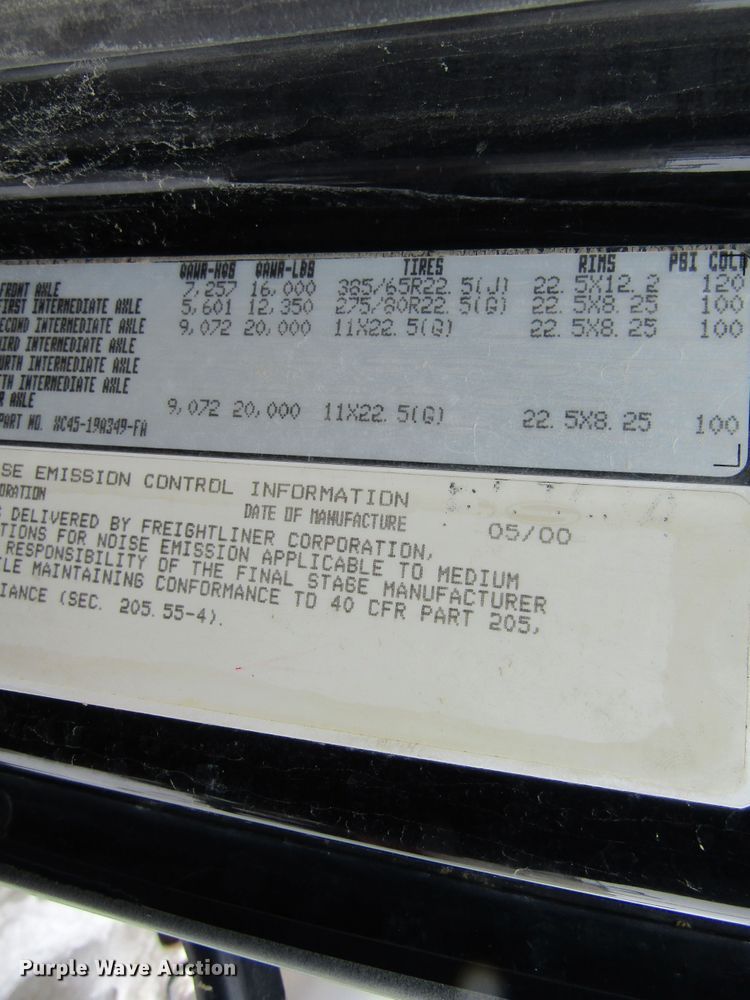 GAWR-KGS GAWR-LBS TIRES RIMS PSI COLD
FRONT AXLE 7,257 16,000 385/65R22.5(J) 22.5X12.2 120
FIRST INTERMEDIATE AXLE 5,601 12,350 275/80R22.5(G) 22.5X8.25 100
SECOND INTERMEDIATE AXLE 9,072 20,000 11X22.5(G) 22.5X8.25 100
HIRD INTERMEDIATE AXLE
URTH INTERMEDIATE AXLE
TH INTERMEDIATE AXLE
R AXLE 9,072 20,000 11X22.5(G) 22.5X8.25 100
PART NO. XC45-19A349-FA
SE EMISSION CONTROL INFORMATION
ORATION DATE OF MANUFACTURE 05/00
S DELIVERED BY FREIGHTLINER CORPORATION,
TIONS FOR NOISE EMISSION APPLICABLE TO MEDIUM
RESPONSIBILITY OF THE FINAL STAGE MANUFACTURER
LE MAINTAINING CONFORMANCE TO 40 CFR PART 205,
IANCE (SEC. 205.55-4).
Purple Wave Auction